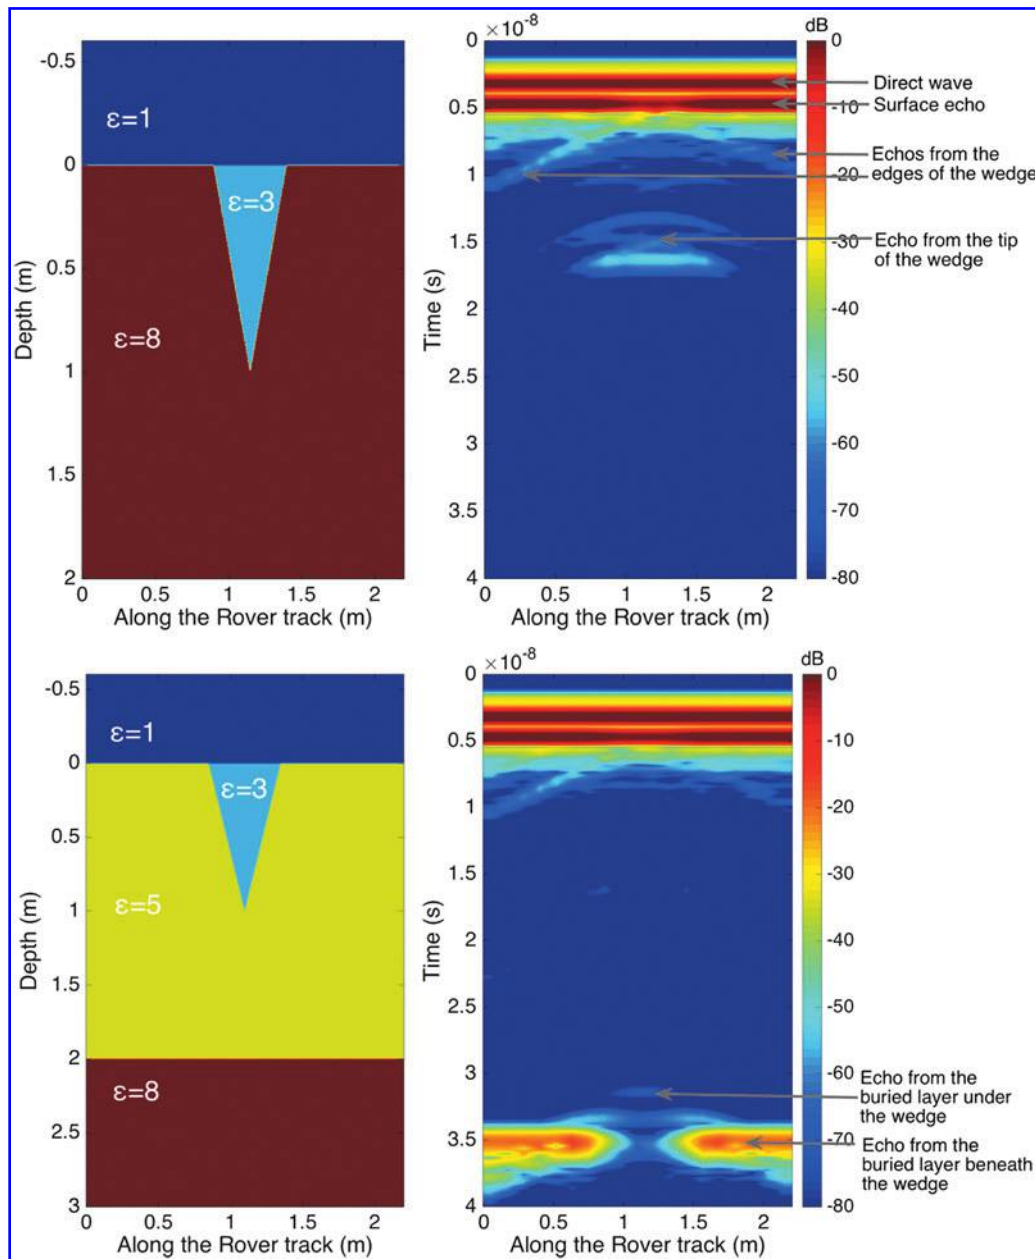 ×10⁻⁸
dB
-0.5
0
0.5
1
1.5
2
Depth (m)
ε=1
ε=3
ε=8
0 0.5 1 1.5 2
Along the Rover track (m)
0
0.5
1
1.5
2
2.5
3
3.5
4
Time (s)
0 0.5 1 1.5 2
Along the Rover track (m)
0
-10
-20
-30
-40
-50
-60
-70
-80
Direct wave
Surface echo
Echos from the
edges of the wedge
Echo from the tip
of the wedge
×10⁻⁸
dB
-0.5
0
0.5
1
1.5
2
2.5
3
Depth (m)
ε=1
ε=3
ε=5
ε=8
0 0.5 1 1.5 2
Along the Rover track (m)
0
0.5
1
1.5
2
2.5
3
3.5
4
Time (s)
0 0.5 1 1.5 2
Along the Rover track (m)
0
-10
-20
-30
-40
-50
-60
-70
-80
Echo from the
buried layer under
the wedge
Echo from the
buried layer beneath
the wedge